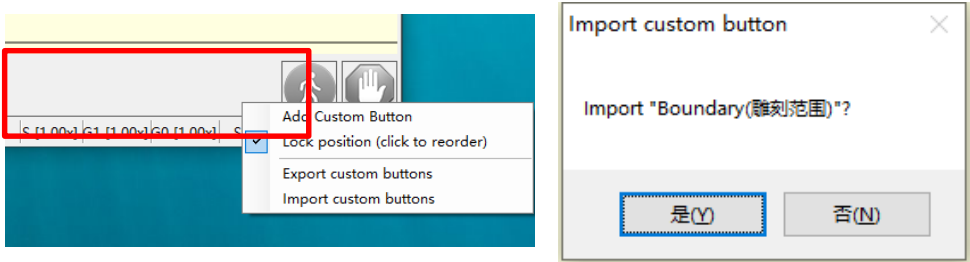 S [1.00x] G1 [1.00x] G0 [1.00x] S
Add Custom Button
Lock position (click to reorder)
Export custom buttons
Import custom buttons
Import custom button
Import "Boundary(雕刻范围)"?
是(Y)
否(N)